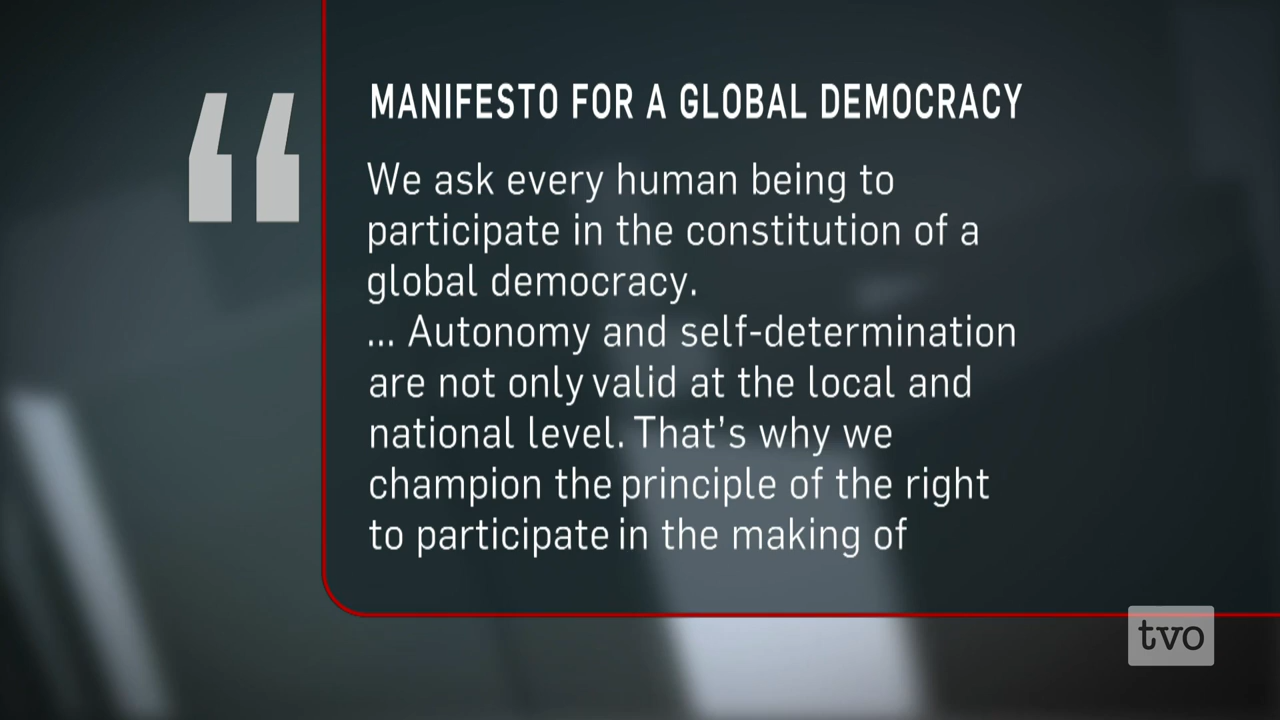 “
MANIFESTO FOR A GLOBAL DEMOCRACY
We ask every human being to
participate in the constitution of a
global democracy.
... Autonomy and self-determination
are not only valid at the local and
national level. That’s why we
champion the principle of the right
to participate in the making of
tvo